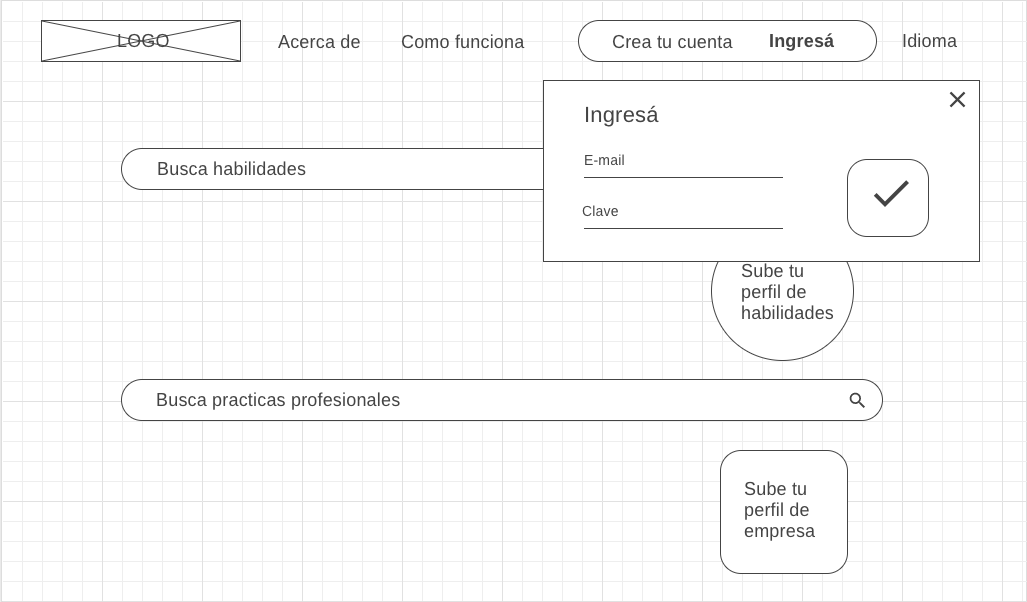 LOGO
Acerca de
Como funciona
Crea tu cuenta
Ingresá
Idioma
Ingresá
E-mail
Clave
Busca habilidades
Sube tu
perfil de
habilidades
Busca practicas profesionales
Sube tu
perfil de
empresa